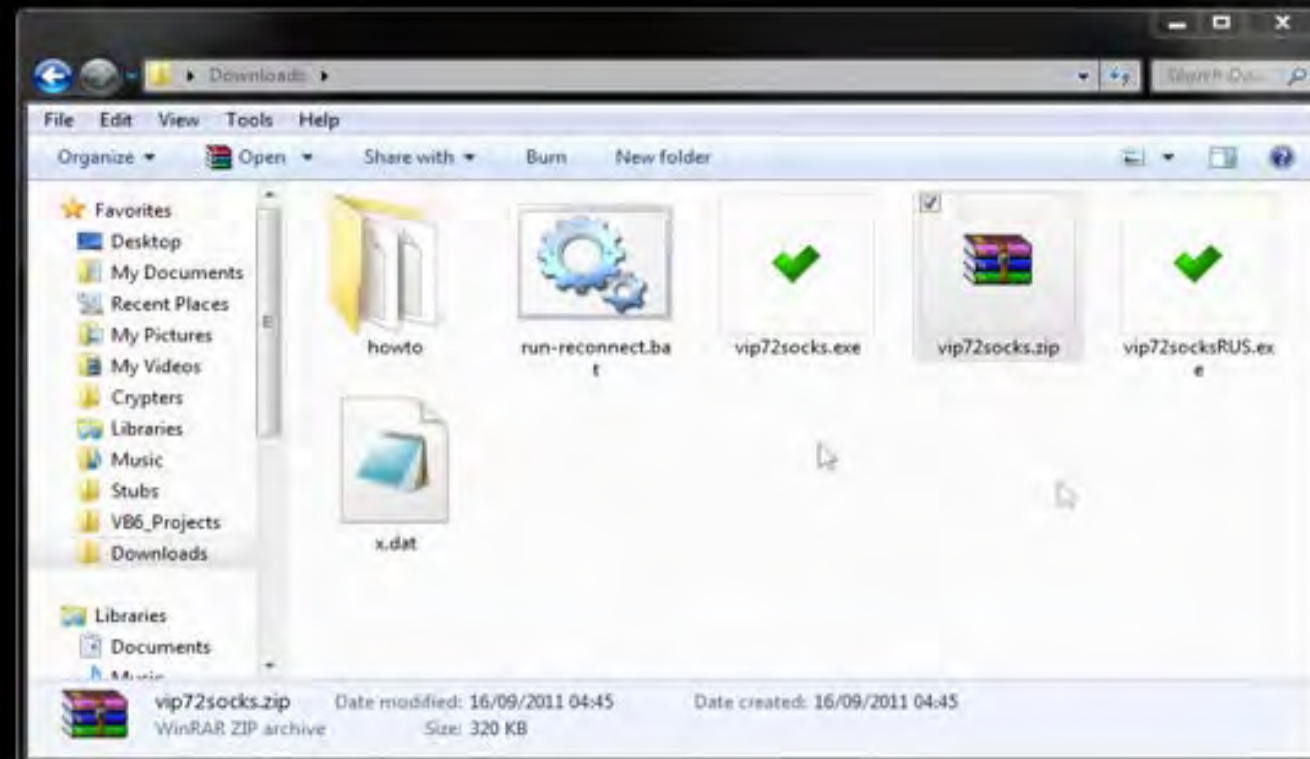 Downloads
Search Do...
File Edit View Tools Help
Organize Open Share with Burn New folder
Favorites
Desktop
My Documents
Recent Places
My Pictures
My Videos
Crypters
Libraries
Music
Stubs
VB6_Projects
Downloads
Libraries
Documents
Music
howto
run-reconnect.ba
t
vip72socks.exe
vip72socks.zip
vip72socksRUS.ex
e
x.dat
vip72socks.zip Date modified: 16/09/2011 04:45 Date created: 16/09/2011 04:45
WinRAR ZIP archive Size: 320 KB